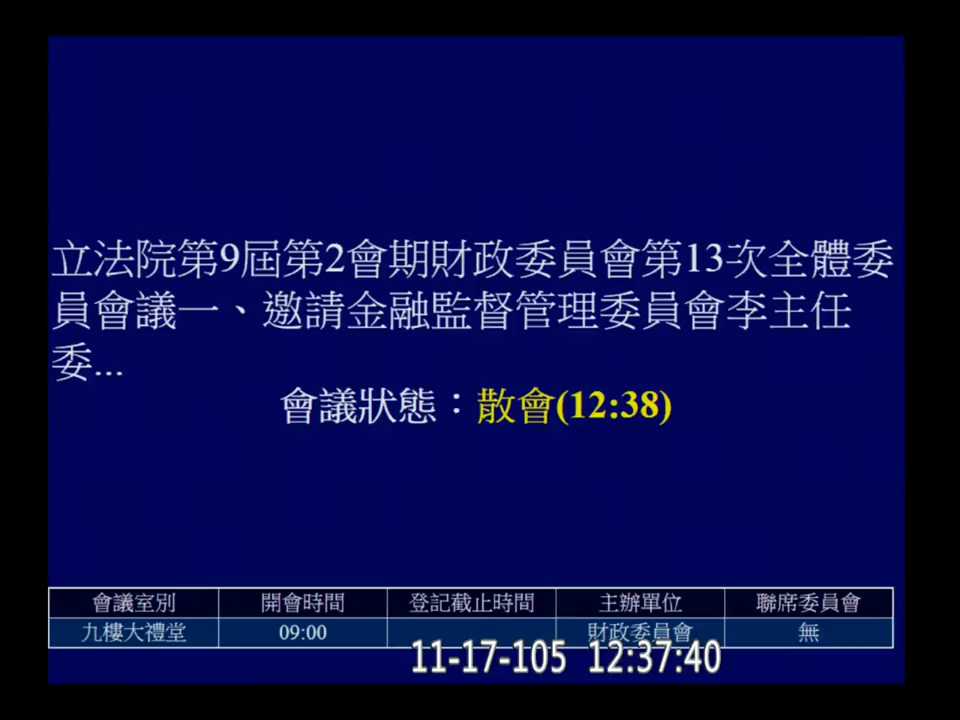 立法院第9屆第2會期財政委員會第13次全體委
員會議一、邀請金融監督管理委員會李主任
委...
會議狀態：散會(12:38)
會議室別 開會時間 登記截止時間 主辦單位 聯席委員會
九樓大禮堂 09:00 財政委員會 無
11-17-105 12:37:40